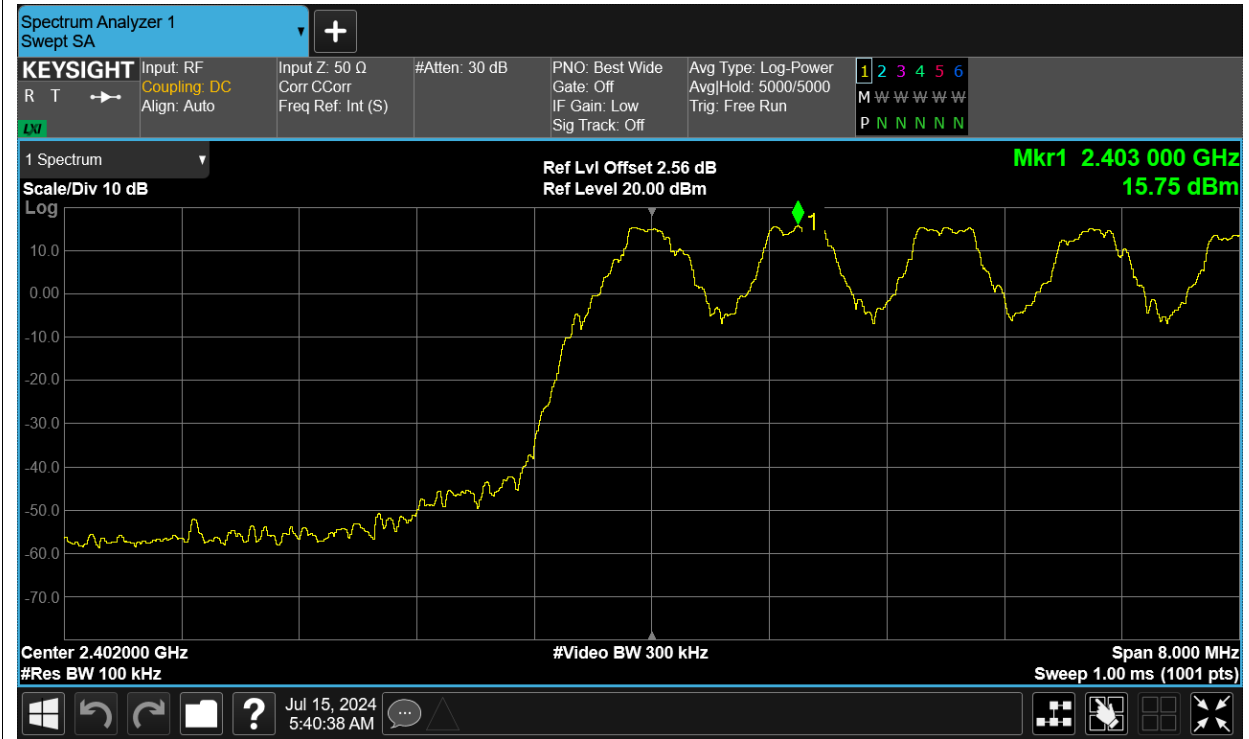 Spectrum Analyzer 1
Swept SA
+
KEYSIGHT
R T
LXI
Input: RF
Coupling: DC
Align: Auto
Input Z: 50 Ω
Corr CCorr
Freq Ref: Int (S)
#Atten: 30 dB
PNO: Best Wide
Gate: Off
IF Gain: Low
Sig Track: Off
Avg Type: Log-Power
Avg|Hold: 5000/5000
Trig: Free Run
1 2 3 4 5 6
M W W W W W
P N N N N N
1 Spectrum
Scale/Div 10 dB
Ref Lvl Offset 2.56 dB
Ref Level 20.00 dBm
Mkr1 2.403 000 GHz
15.75 dBm
Log
1
10.0
0.00
-10.0
-20.0
-30.0
-40.0
-50.0
-60.0
-70.0
Center 2.402000 GHz
#Video BW 300 kHz
Span 8.000 MHz
#Res BW 100 kHz
Sweep 1.00 ms (1001 pts)
?
Jul 15, 2024
5:40:38 AM